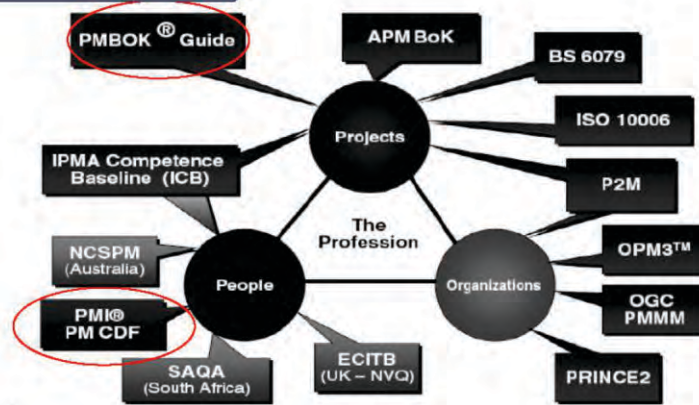 PMBOK ® Guide
APM BoK
BS 6079
ISO 10006
Projects
IPMA Competence
Baseline (ICB)
P2M
The
Profession
NCSPM
(Australia)
OPM3™
People
Organizations
PMI®
PM CDF
OGC
PMMM
SAQA
(South Africa)
ECITB
(UK – NVQ)
PRINCE2